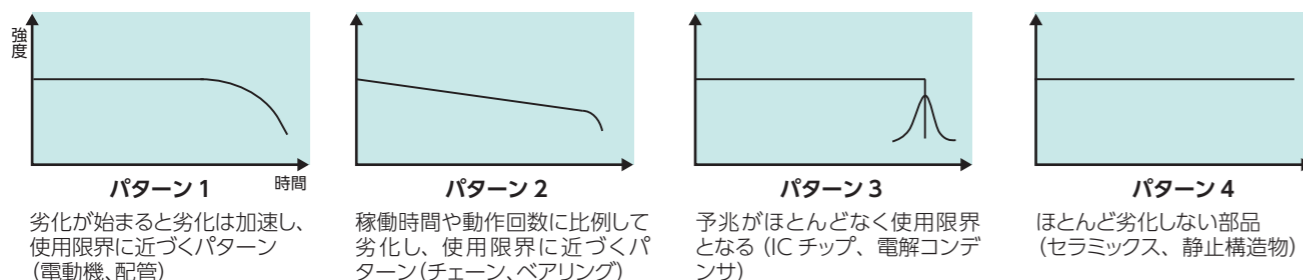 強度
時間
パターン 1
劣化が始まると劣化は加速し、
使用限界に近づくパターン
（電動機、配管）
パターン 2
稼働時間や動作回数に比例して
劣化し、使用限界に近づくパ
ターン（チェーン、ベアリング）
パターン 3
予兆がほとんどなく使用限界
となる（IC チップ、電解コンデ
ンサ）
パターン 4
ほとんど劣化しない部品
（セラミックス、静止構造物）